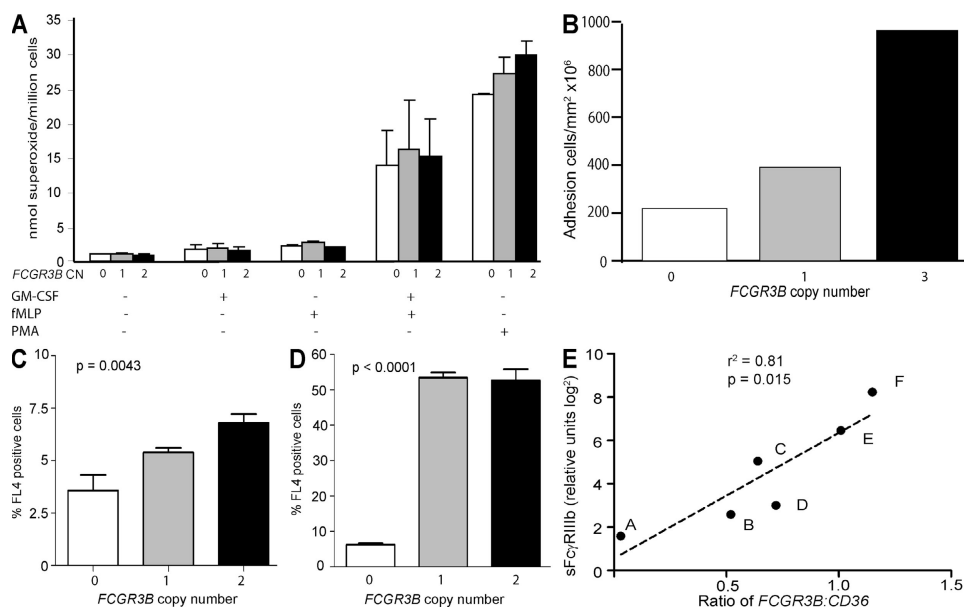 A
nmol superoxide/million cells
35
30
25
20
15
10
5
0
FCGR3B CN 0 1 2 0 1 2 0 1 2 0 1 2 0 1 2
GM-CSF - + - + -
fMLP - - + + -
PMA - - - - +
B
Adhesion cells/mm² x10⁶
1000
800
600
400
200
0
0 1 3
FCGR3B copy number
C
p = 0.0043
% FL4 positive cells
10
7.5
5
2.5
0
0 1 2
FCGR3B copy number
D
p < 0.0001
% FL4 positive cells
60
50
40
30
20
10
0
0 1 2
FCGR3B copy number
E
r² = 0.81
p = 0.015
sFcγRIIIb (relative units log²)
10
8
6
4
2
0
A
B
C
D
E
F
0.5 1.0 1.5
Ratio of FCGR3B:CD36